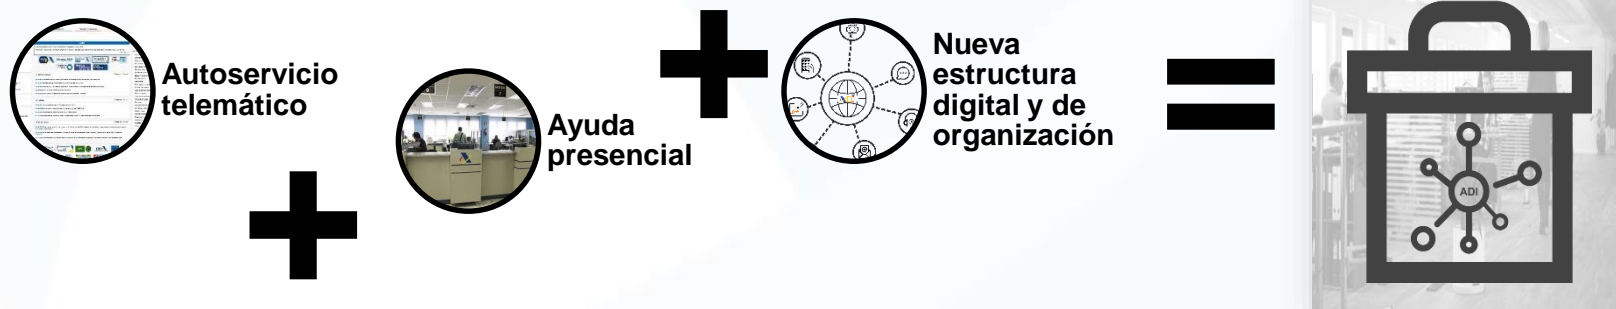 Autoservicio
telemático
Ayuda
presencial
Nueva
estructura
digital y de
organización
ADI